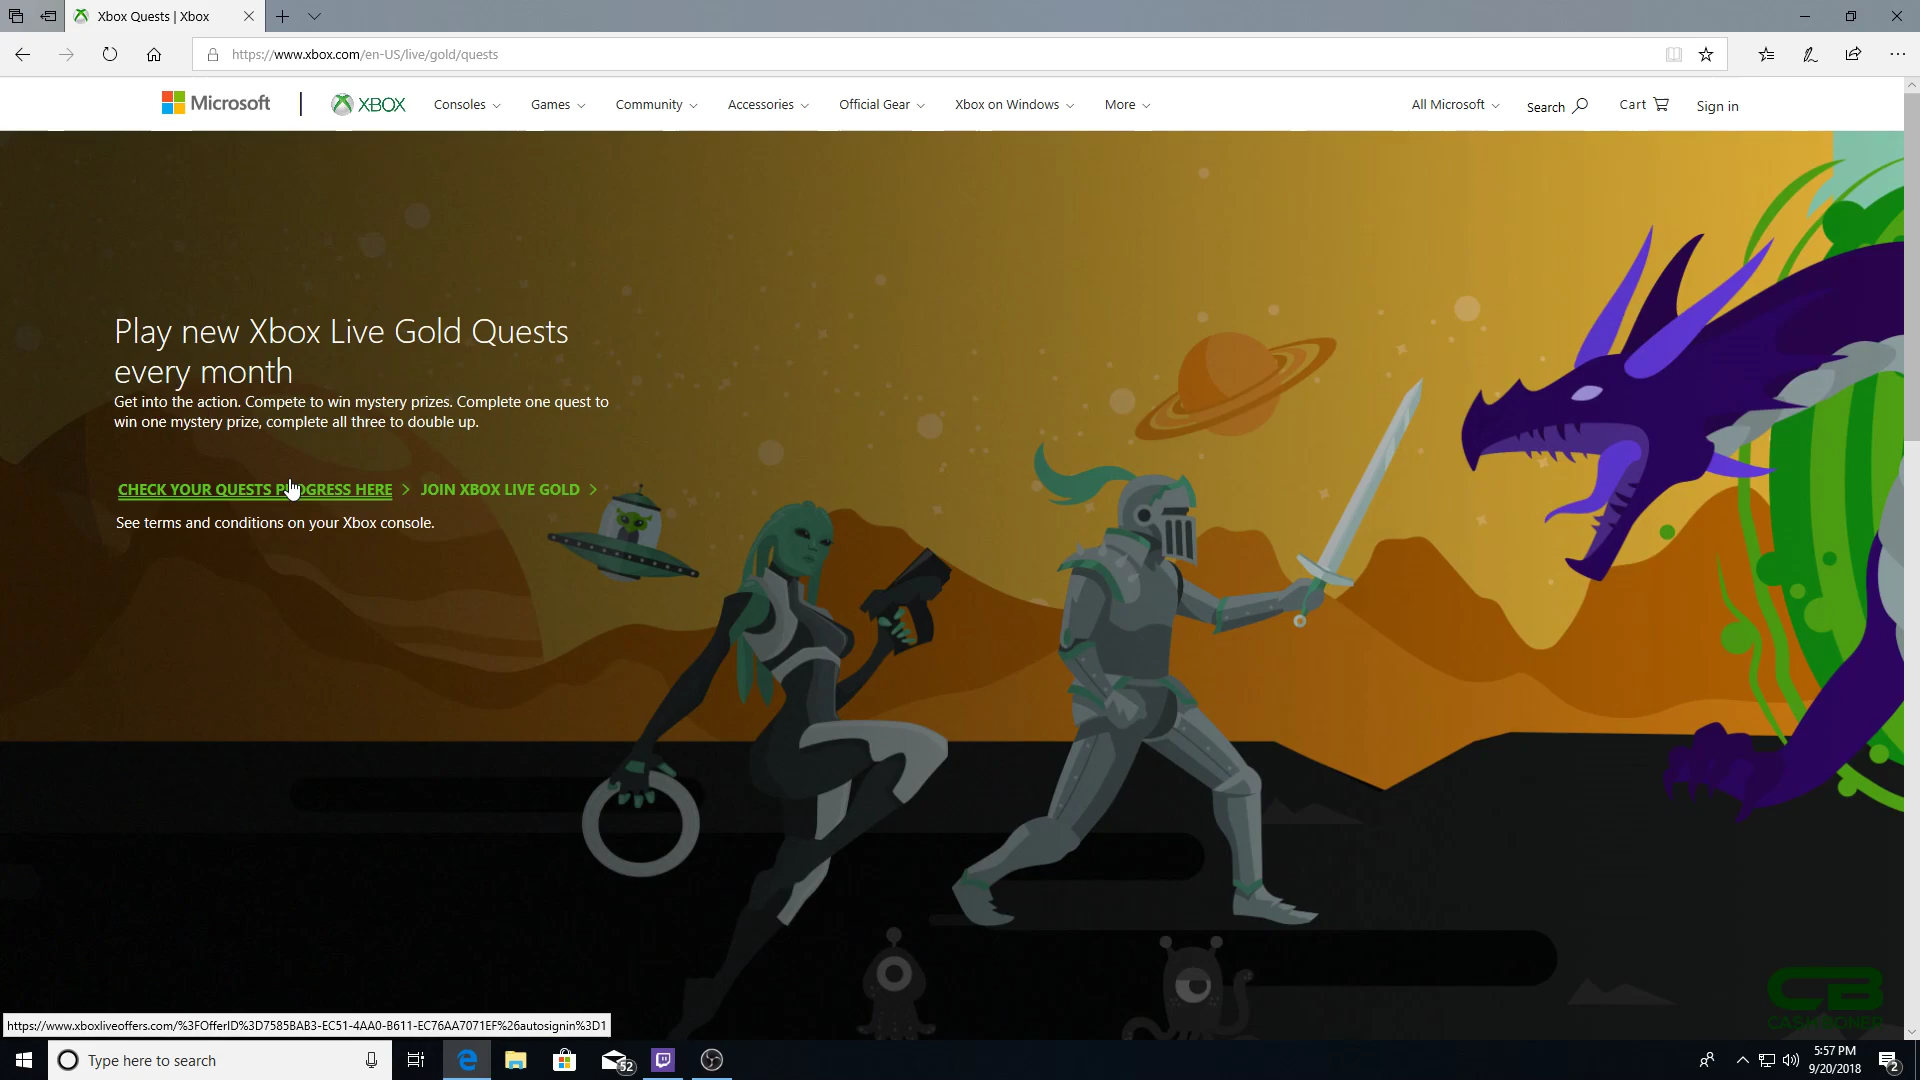 Xbox Quests | Xbox
https://www.xbox.com/en-US/live/gold/quests
Microsoft
XBOX
Consoles
Games
Community
Accessories
Official Gear
Xbox on Windows
More
All Microsoft
Search
Cart
Sign in
Play new Xbox Live Gold Quests
every month
Get into the action. Compete to win mystery prizes. Complete one quest to
win one mystery prize, complete all three to double up.
CHECK YOUR QUESTS PROGRESS HERE > JOIN XBOX LIVE GOLD >
See terms and conditions on your Xbox console.
CB
https://www.xboxliveoffers.com/%3FOfferID%3D7585BAB3-EC51-4AA0-B611-EC76AA7071EF%26autosignin%3D1
Type here to search
52
5:57 PM
9/20/2018
2